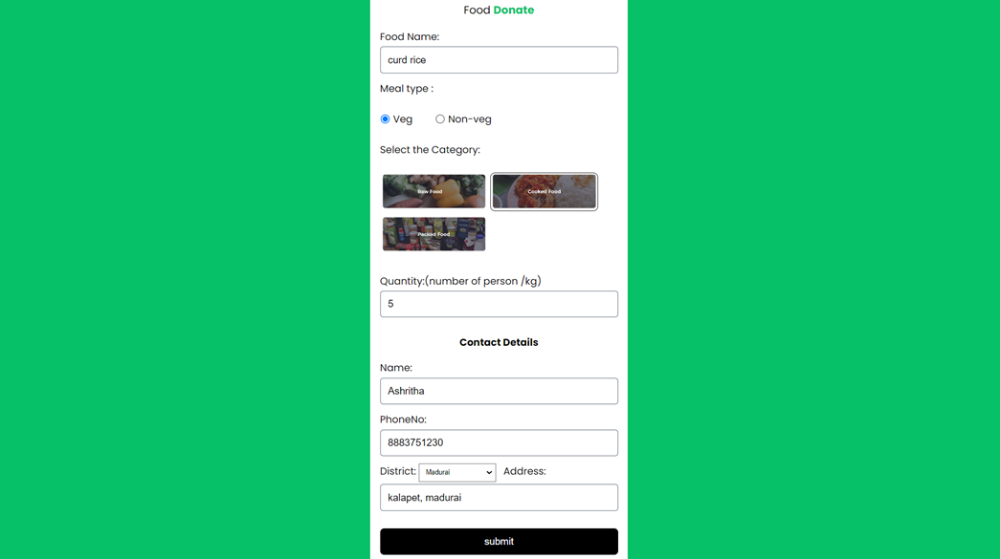 Food Donate
Food Name:
curd rice
Meal type :
Veg Non-veg
Select the Category:
Raw Food Cooked Food
Packed Food
Quantity:(number of person /kg)
5
Contact Details
Name:
Ashritha
PhoneNo:
8883751230
District: Madurai Address:
kalapet, madurai
submit